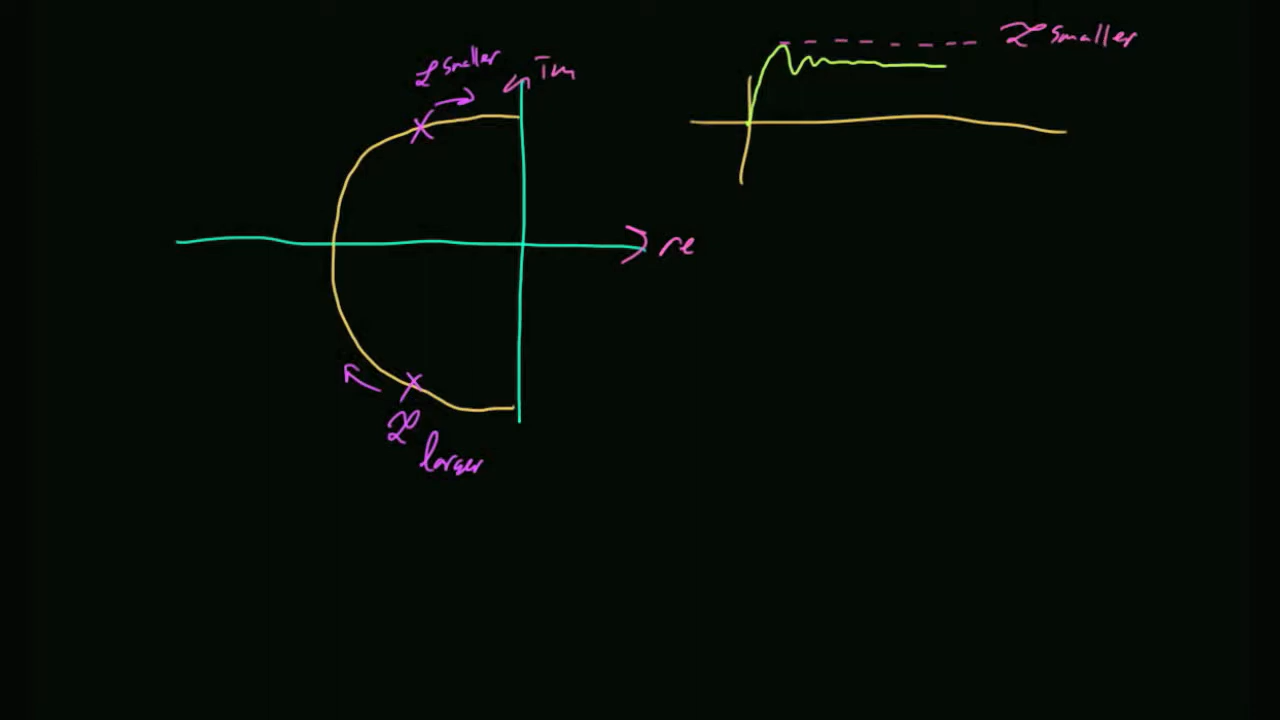 ζ smaller
Im
ζ smaller
re
ζ
larger